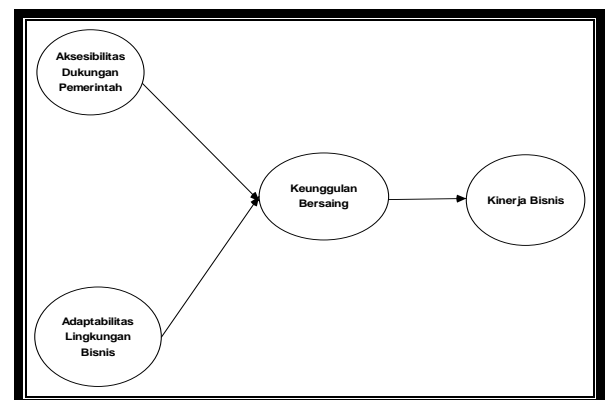 Aksesibilitas
Dukungan
Pemerintah
Keunggulan
Bersaing
Kinerja Bisnis
Adaptabilitas
Lingkungan
Bisnis